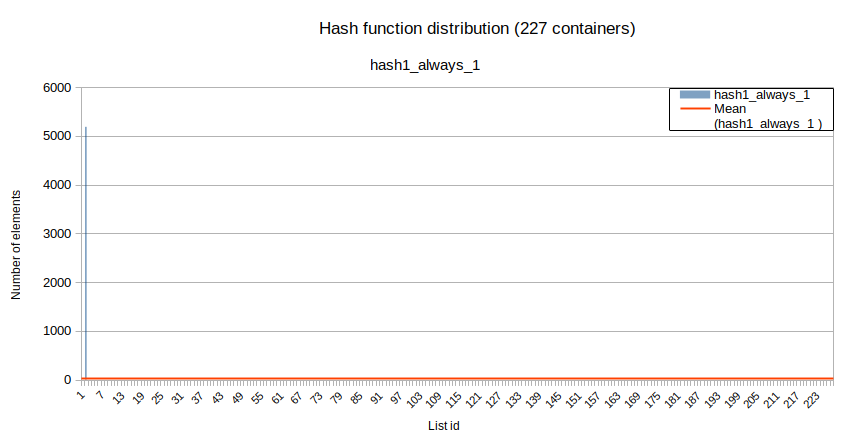 Hash function distribution (227 containers)
hash1_always_1
hash1_always_1
Mean
(hash1_always_1 )
Number of elements
6000
5000
4000
3000
2000
1000
0
1 7 13 19 25 31 37 43 49 55 61 67 73 79 85 91 97 103 109 115 121 127 133 139 145 151 157 163 169 175 181 187 193 199 205 211 217 223
List id